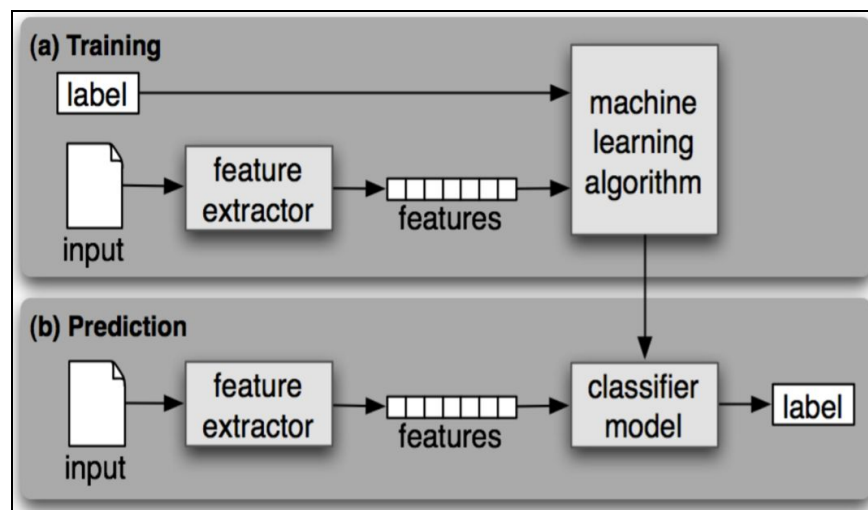 (a) Training
label
machine
learning
algorithm
feature
extractor
features
input
(b) Prediction
feature
extractor
features
input
classifier
model
label